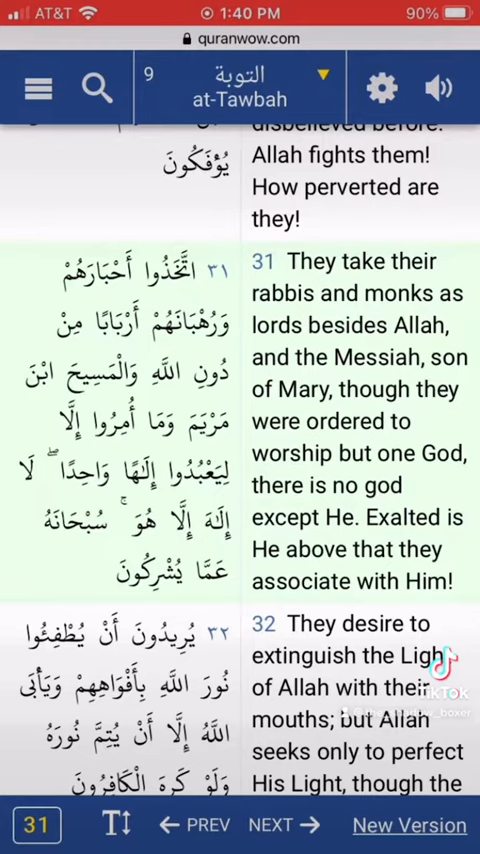 AT&T 1:40 PM 90%
quranwow.com
9 التوبة
at-Tawbah
disbelieved before.
يُؤْفَكُونَ
Allah fights them!
How perverted are
they!
٣١ اتَّخَذُوا أَحْبَارَهُمْ
وَرُهْبَانَهُمْ أَرْبَابًا مِنْ
دُونِ اللَّهِ وَالْمَسِيحَ ابْنَ
مَرْيَمَ وَمَا أُمِرُوا إِلَّا
لِيَعْبُدُوا إِلَٰهًا وَاحِدًا ۖ لَا
إِلَٰهَ إِلَّا هُوَ ۚ سُبْحَانَهُ
عَمَّا يُشْرِكُونَ
31 They take their
rabbis and monks as
lords besides Allah,
and the Messiah, son
of Mary, though they
were ordered to
worship but one God,
there is no god
except He. Exalted is
He above that they
associate with Him!
٣٢ يُرِيدُونَ أَنْ يُطْفِئُوا
نُورَ اللَّهِ بِأَفْوَاهِهِمْ وَيَأْبَى
اللَّهُ إِلَّا أَنْ يُتِمَّ نُورَهُ
وَلَوْ كَرِهَ الْكَافِرُونَ
32 They desire to
extinguish the Light
of Allah with their
mouths; but Allah
seeks only to perfect
His Light, though the
TikTok
31 T ← PREV NEXT → New Version